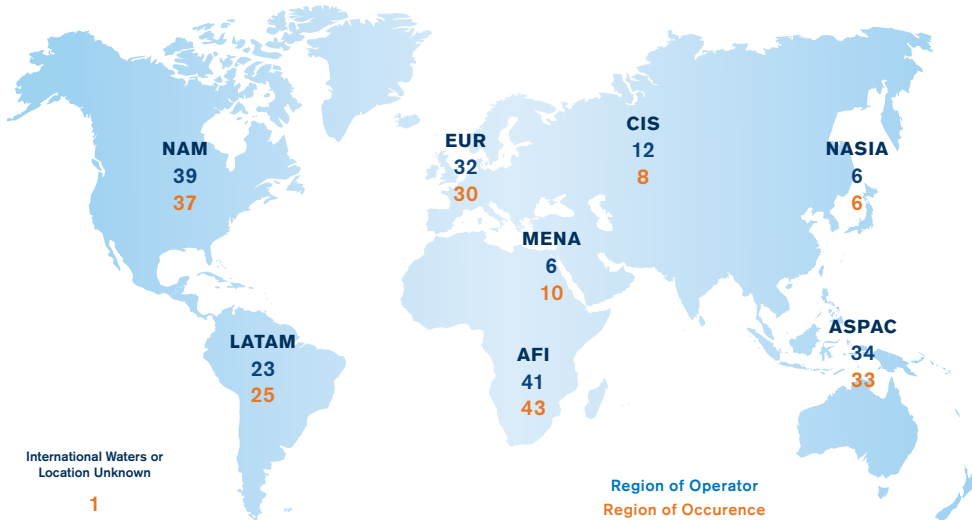 NAM
39
37
EUR
32
30
CIS
12
8
NASIA
6
6
MENA
6
10
LATAM
23
25
AFI
41
43
ASPAC
34
33
International Waters or
Location Unknown
1
Region of Operator
Region of Occurence